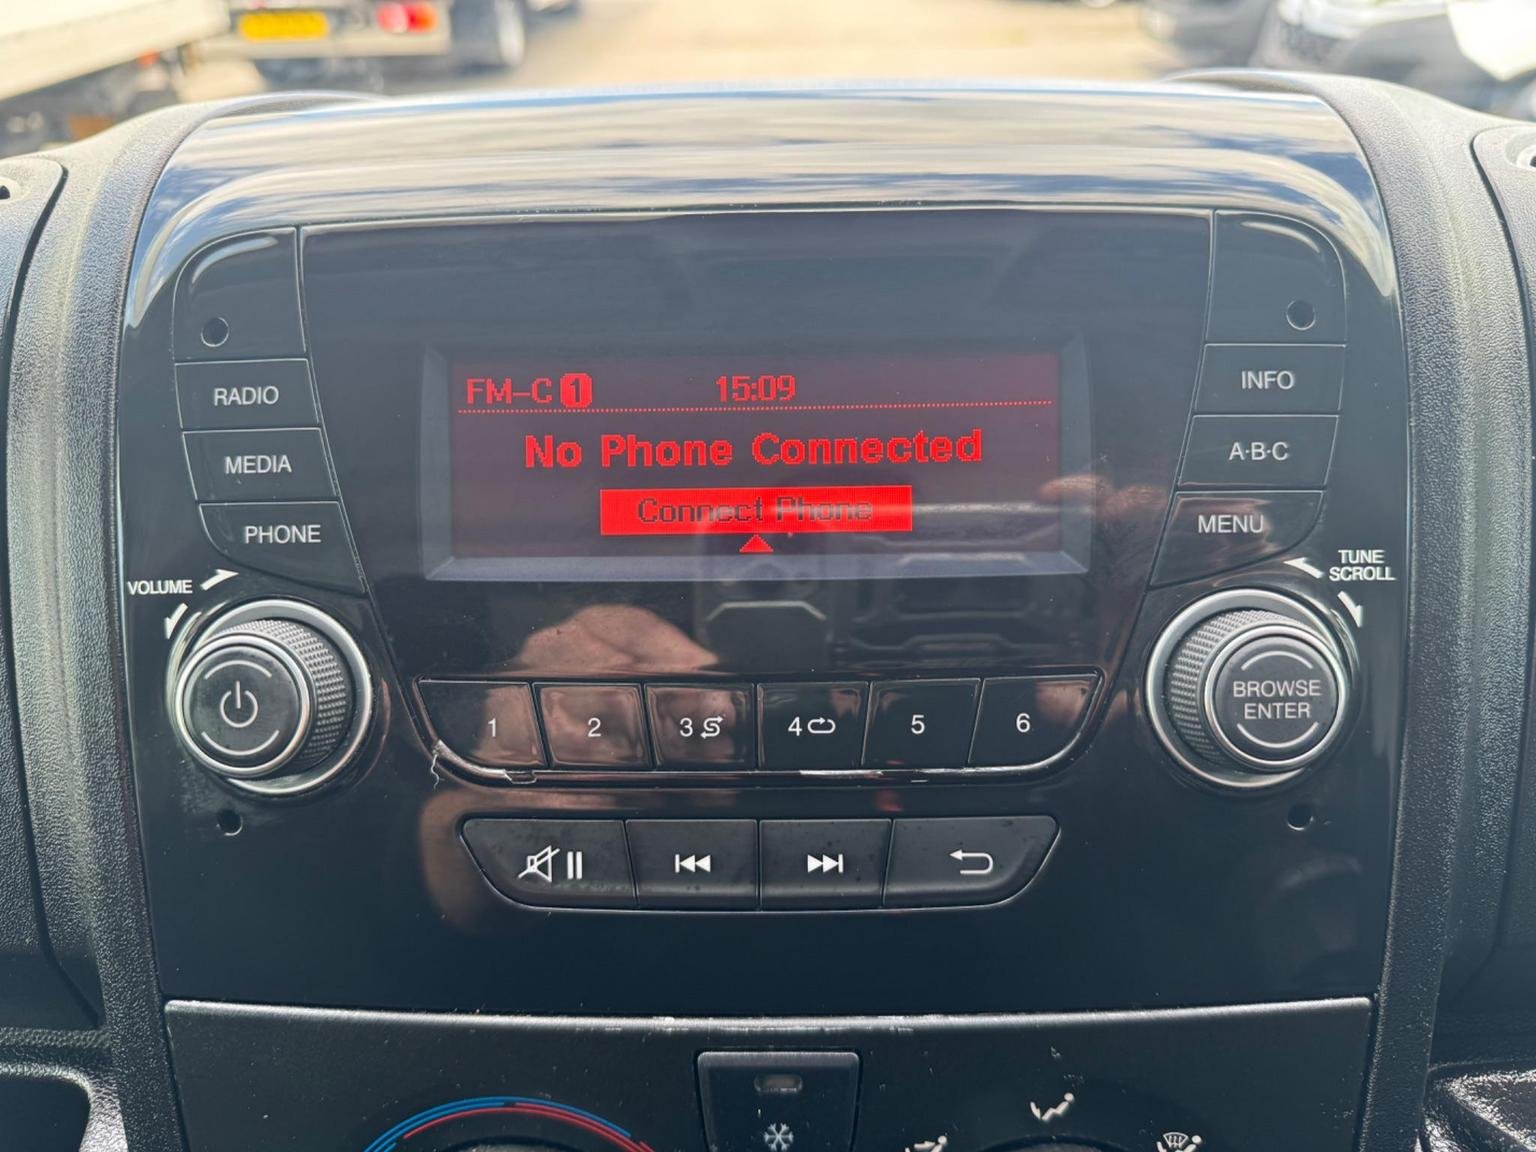 FM-C 1 15:09
No Phone Connected
Connect Phone
RADIO
MEDIA
PHONE
VOLUME
INFO
A·B·C
MENU
TUNE
SCROLL
BROWSE
ENTER
1 2 3 4 5 6